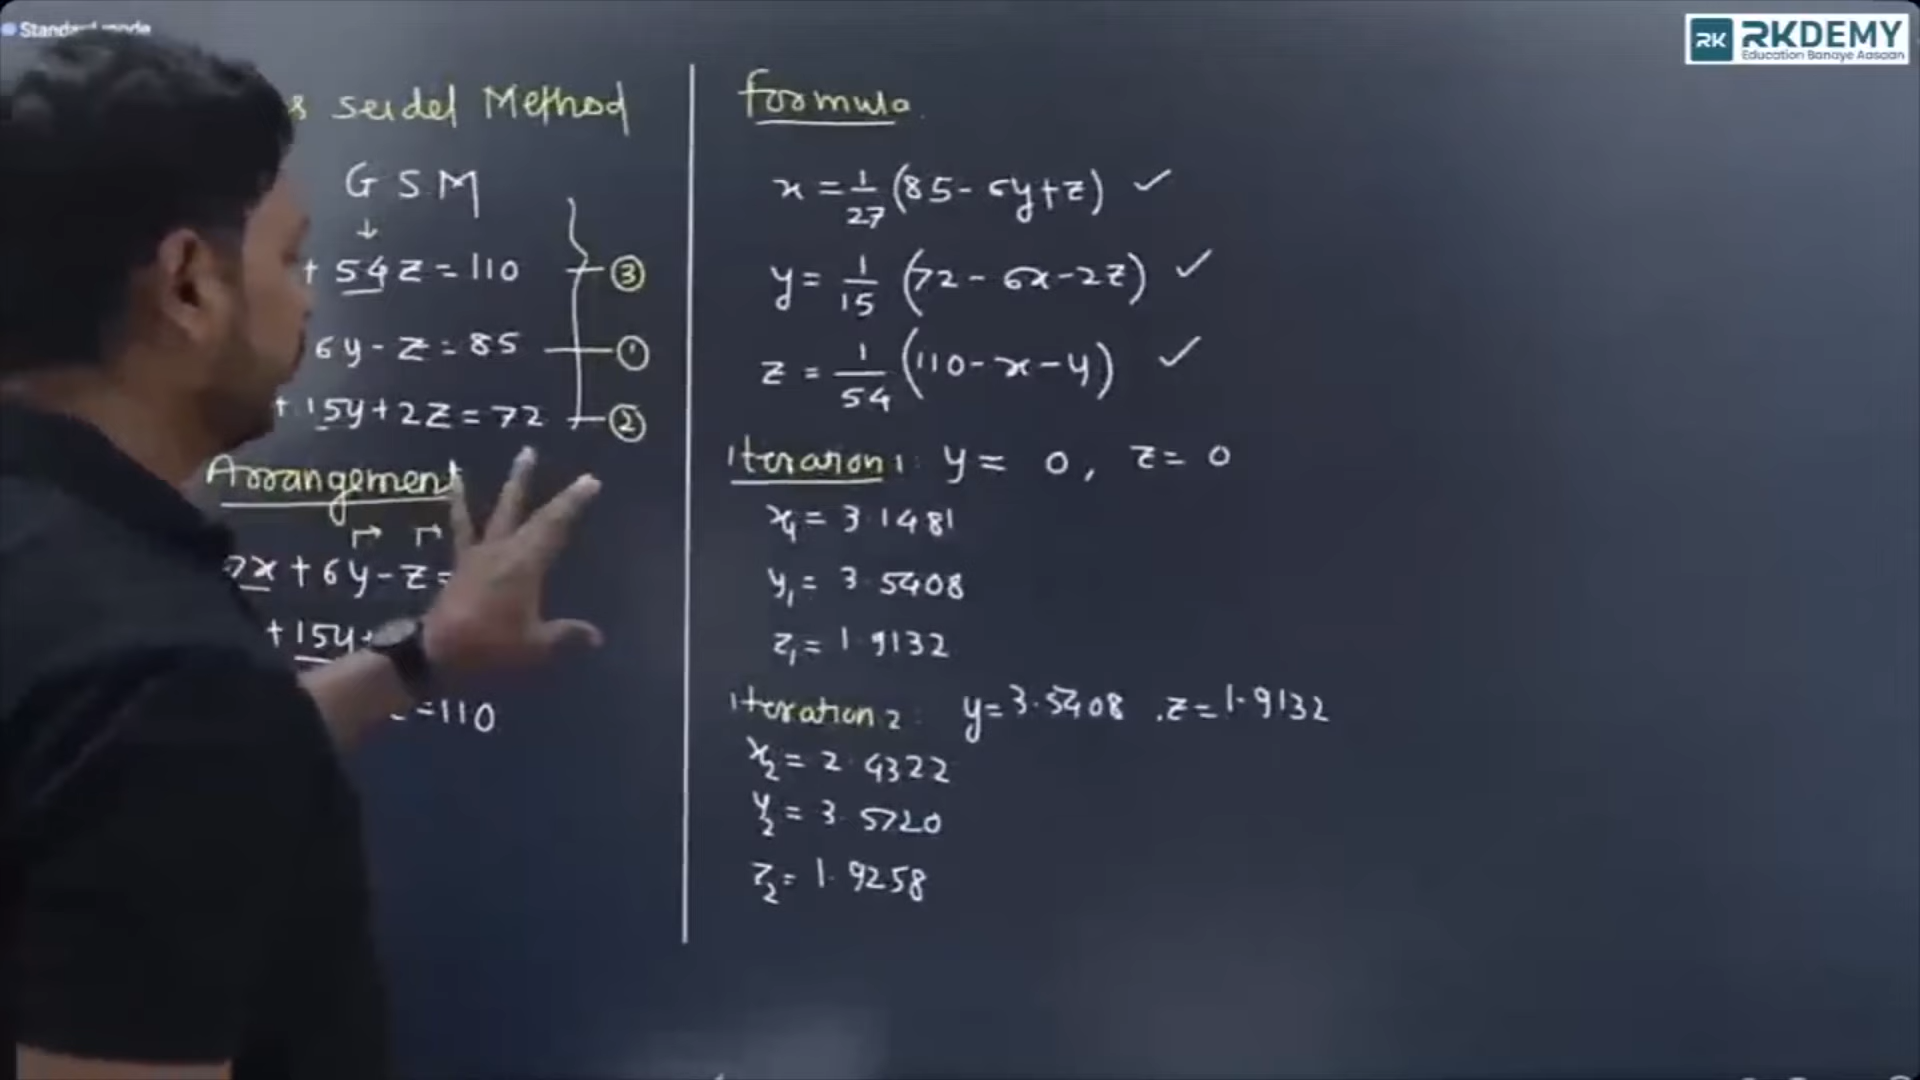 Standard mode
RK RKDEMY
Education Banaye Aasaan
s seidel Method
G S M
↓
+ 54z = 110 ③
6y - z = 85 ①
+ 15y + 2z = 72 ②
Arrangement
7x + 6y - z =
+ 15y +
= 110
formula.
x = 1/27 (85 - 6y + z) ✓
y = 1/15 (72 - 6x - 2z) ✓
z = 1/54 (110 - x - y) ✓
Iteration 1: y = 0, z = 0
x₁ = 3.1481
y₁ = 3.5408
z₁ = 1.9132
Iteration 2: y = 3.5408, z = 1.9132
x₂ = 2.4322
y₂ = 3.5720
z₂ = 1.9258